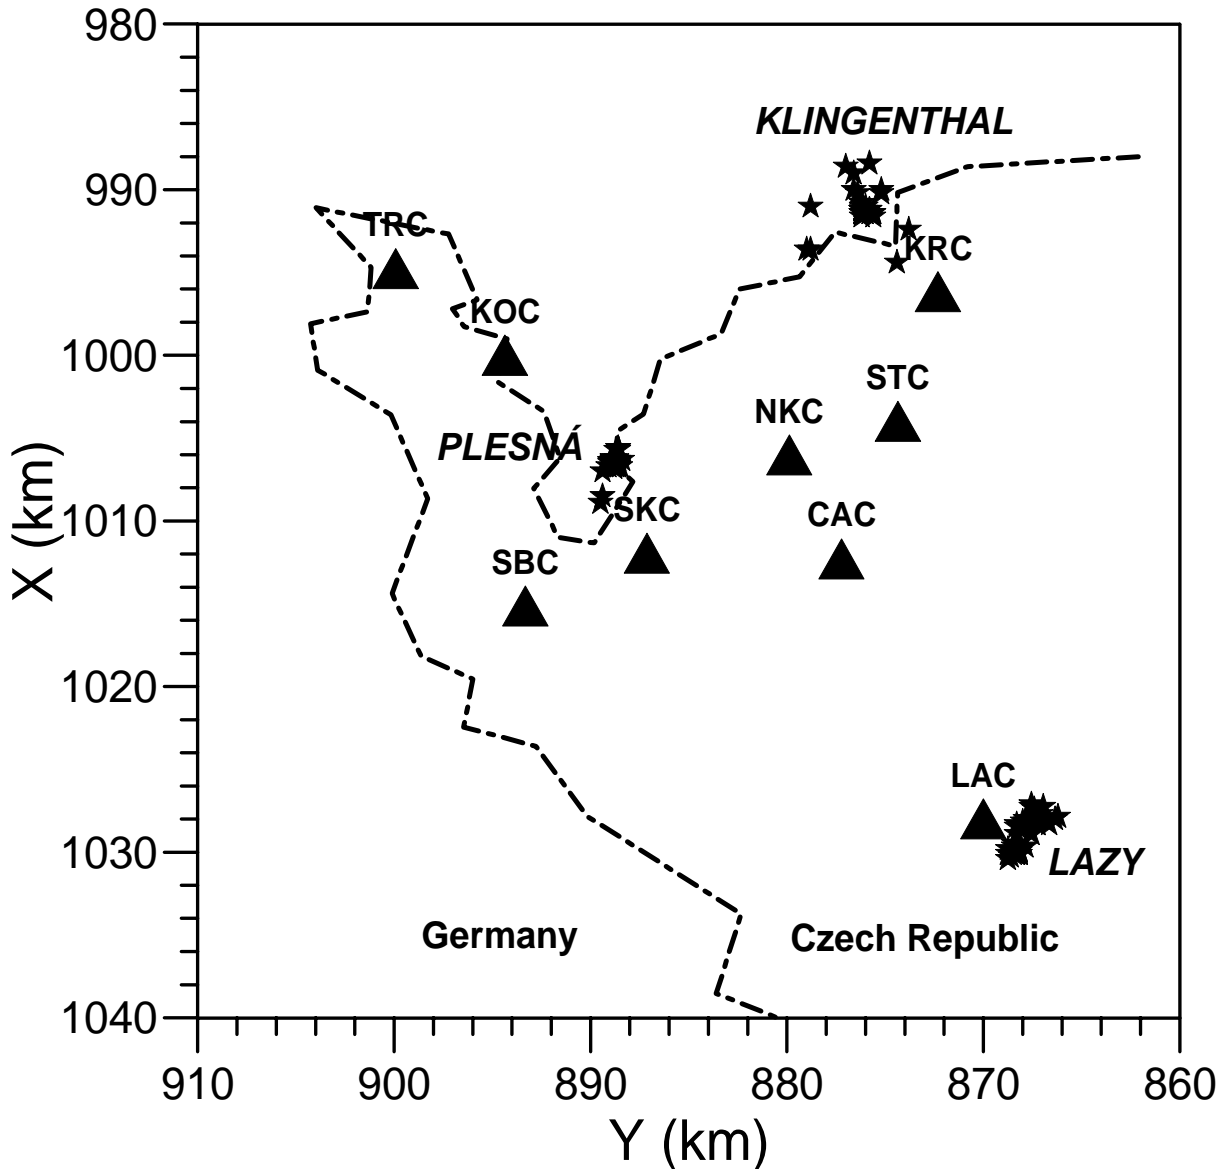 980
KLINGENTHAL
990
TRC
KRC
KOC
1000
STC
NKC
PLESNÁ
X (km)
1010
SKC
CAC
SBC
1020
LAC
1030
LAZY
Germany
Czech Republic
1040
910
900
890
880
870
860
Y (km)